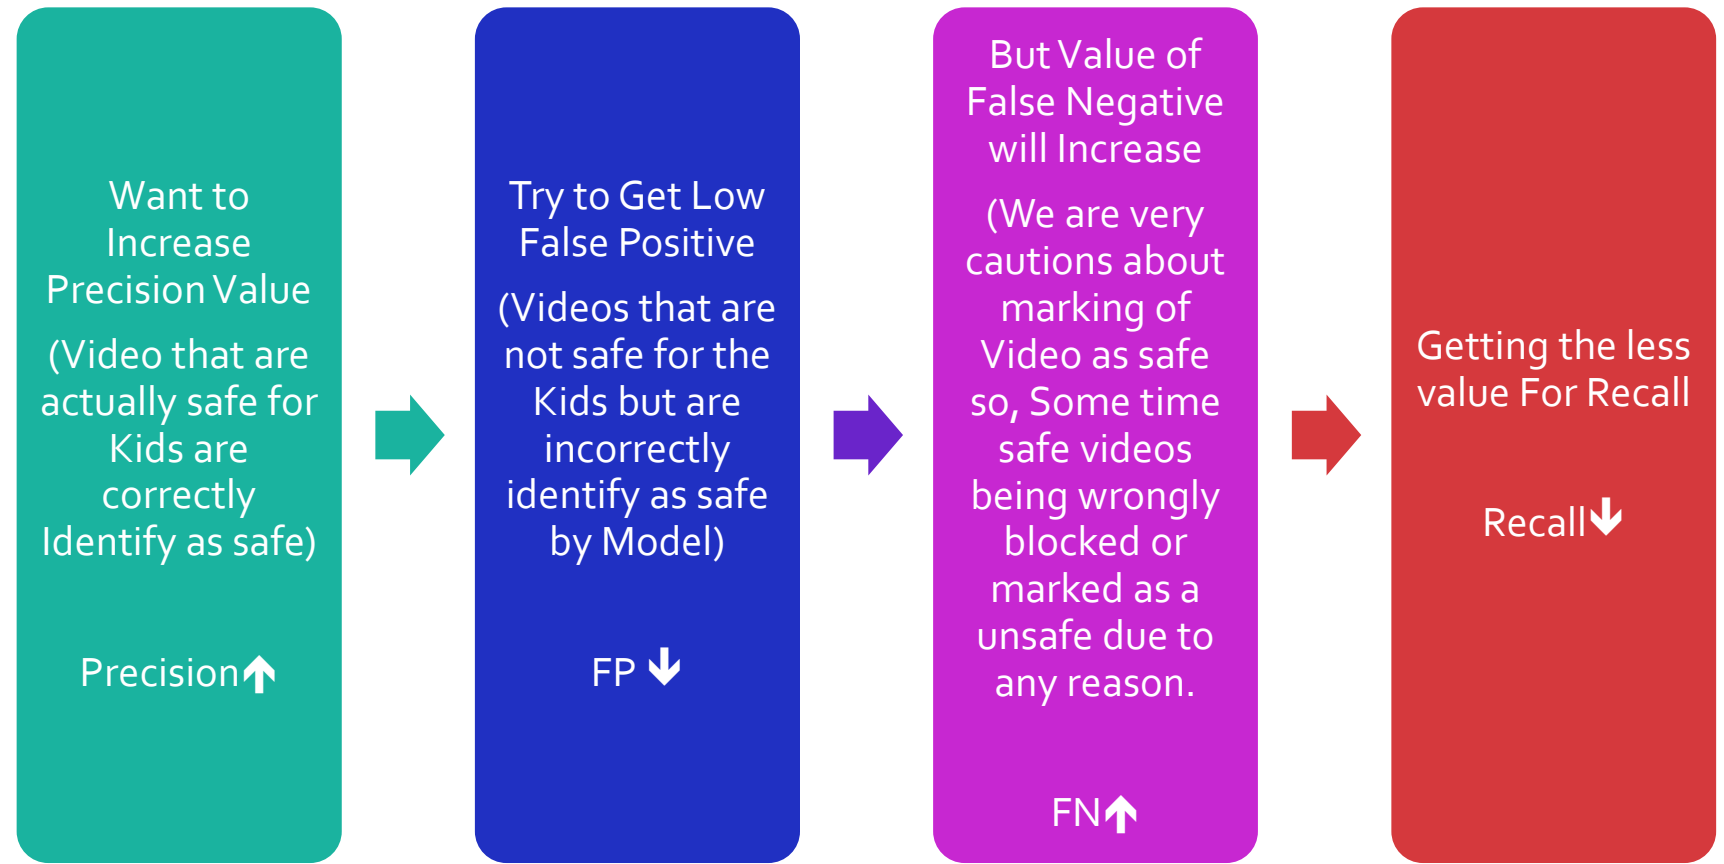 Want to
Increase
Precision Value
(Video that are
actually safe for
Kids are
correctly
Identify as safe)
Precision🡹
Try to Get Low
False Positive
(Videos that are
not safe for the
Kids but are
incorrectly
identify as safe
by Model)
FP 🡻
But Value of
False Negative
will Increase
(We are very
cautions about
marking of
Video as safe
so, Some time
safe videos
being wrongly
blocked or
marked as a
unsafe due to
any reason.
FN🡹
Getting the less
value For Recall
Recall🡻